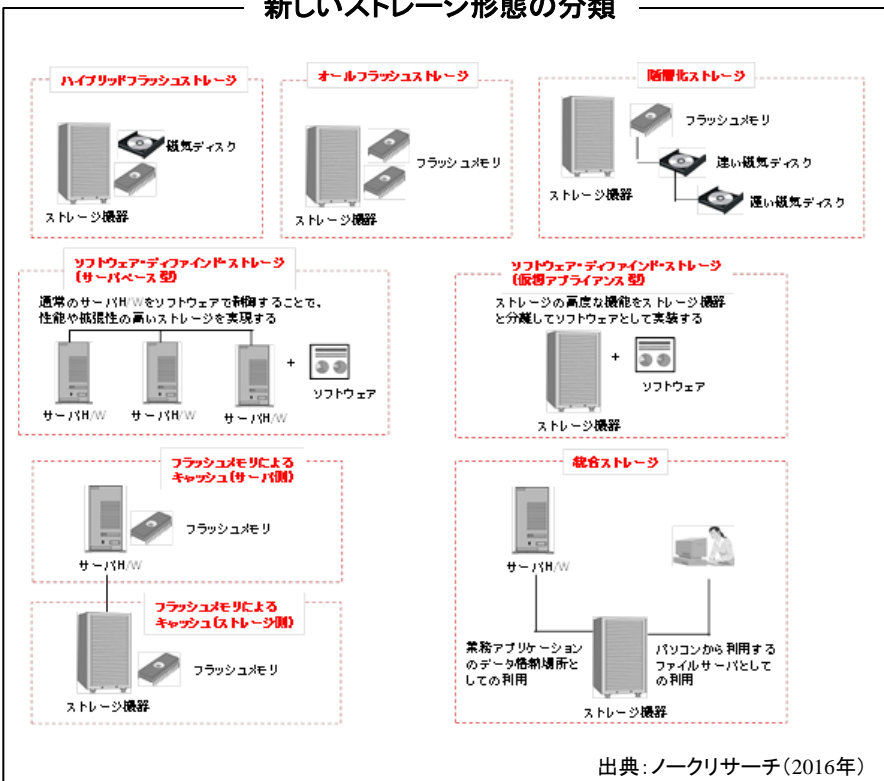 新しいストレージ形態の分類
ハイブリッドフラッシュストレージ
磁気ディスク
ストレージ機器
オールフラッシュストレージ
フラッシュメモリ
ストレージ機器
階層化ストレージ
フラッシュメモリ
速い磁気ディスク
遅い磁気ディスク
ストレージ機器
ソフトウェア・ディファインド・ストレージ
(サーバベース型)
通常のサーバH/Wをソフトウェアで制御することで、
性能や拡張性の高いストレージを実現する
+
ソフトウェア
サーバH/W
サーバH/W
サーバH/W
ソフトウェア・ディファインド・ストレージ
(仮想アプライアンス型)
ストレージの高度な機能をストレージ機器
と分離してソフトウェアとして実装する
+
ソフトウェア
ストレージ機器
フラッシュメモリによる
キャッシュ(サーバ側)
フラッシュメモリ
サーバH/W
フラッシュメモリによる
キャッシュ(ストレージ側)
フラッシュメモリ
ストレージ機器
統合ストレージ
サーバH/W
業務アプリケーション
のデータ格納場所と
しての利用
パソコンから利用する
ファイルサーバとして
の利用
ストレージ機器
出典:ノークリサーチ(2016年)